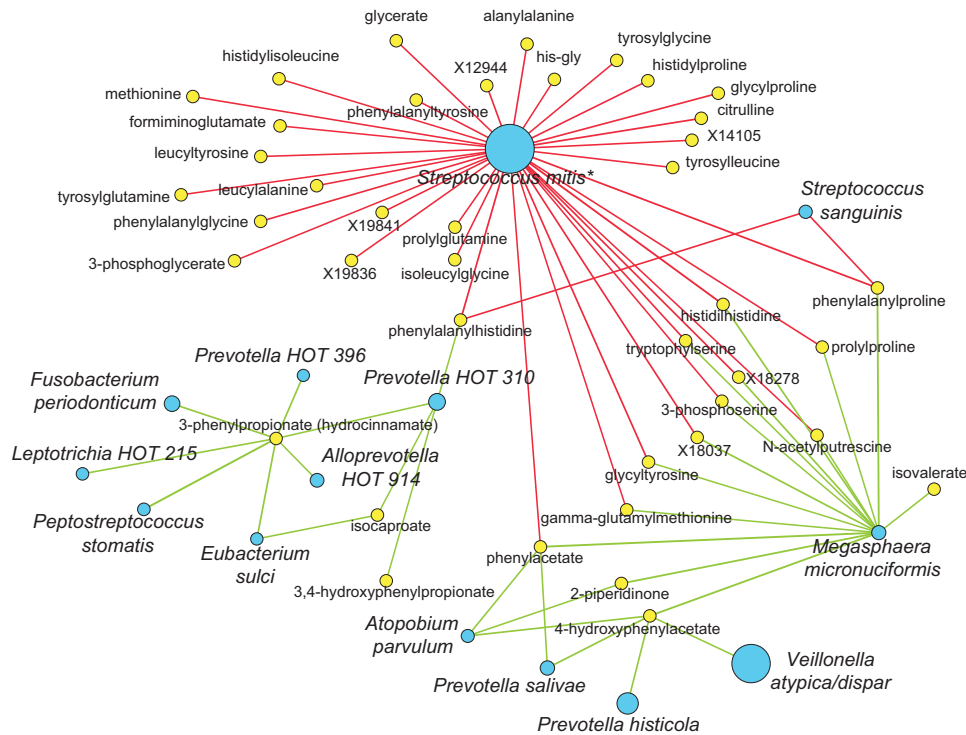 glycerate
alanylalanine
tyrosylglycine
histidylisoleucine
X12944
his-gly
histidylproline
methionine
phenylalanyltyrosine
glycylproline
formiminoglutamate
citrulline
X14105
leucyltyrosine
tyrosylleucine
Streptococcus mitis*
tyrosylglutamine
leucylalanine
Streptococcus
sanguinis
phenylalanylglycine
X19841
prolylglutamine
3-phosphoglycerate
X19836
isoleucylglycine
phenylalanylproline
histidilhistidine
phenylalanylhistidine
tryptophylserine
prolylproline
Prevotella HOT 396
Prevotella HOT 310
X18278
Fusobacterium
periodonticum
3-phosphoserine
3-phenylpropionate (hydrocinnamate)
N-acetylputrescine
X18037
Leptotrichia HOT 215
Alloprevotella
HOT 914
glycyltyrosine
isovalerate
Peptostreptococcus
stomatis
isocaproate
gamma-glutamylmethionine
Eubacterium
sulci
phenylacetate
Megasphaera
micronuciformis
3,4-hydroxyphenylpropionate
2-piperidinone
Atopobium
parvulum
4-hydroxyphenylacetate
Prevotella salivae
Veillonella
atypica/dispar
Prevotella histicola